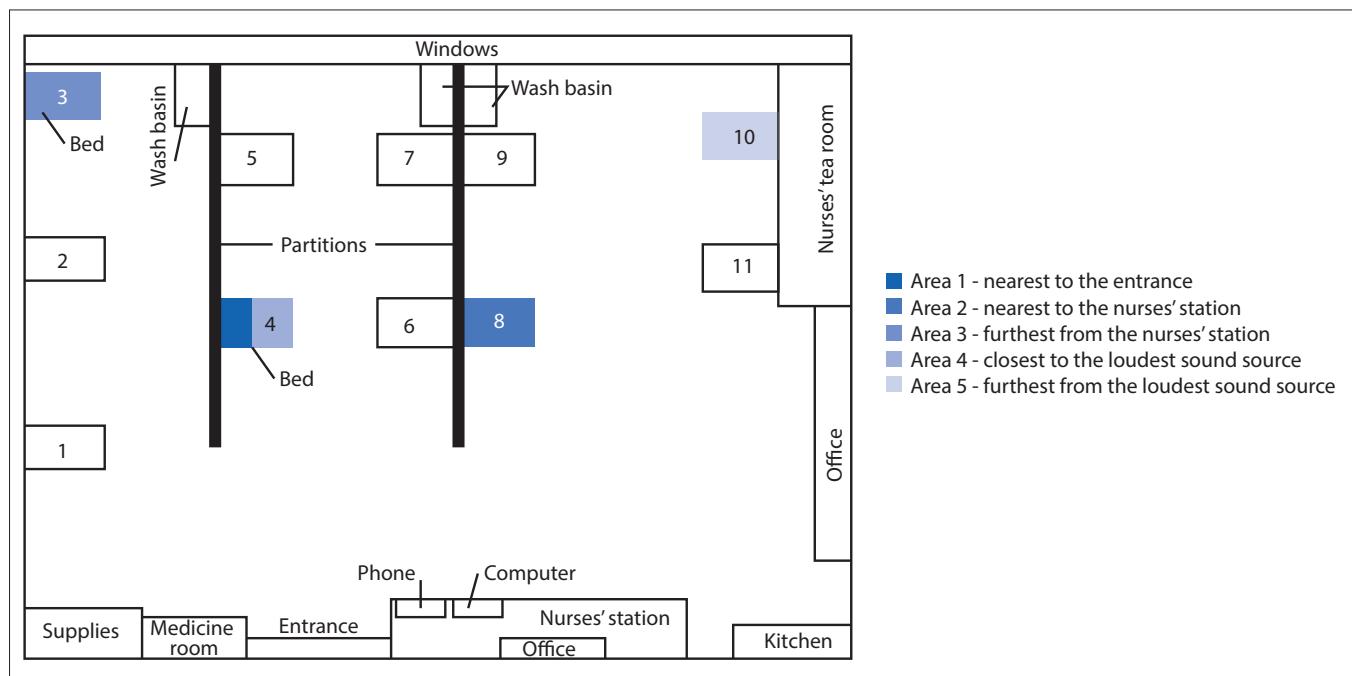 Windows
3
Bed
Wash basin
5
7
Wash basin
9
10
Nurses' tea room
2
Partitions
11
4
Bed
6
8
1
Office
Phone
Computer
Supplies
Medicine
room
Entrance
Nurses' station
Office
Kitchen
Area 1 - nearest to the entrance
Area 2 - nearest to the nurses' station
Area 3 - furthest from the nurses' station
Area 4 - closest to the loudest sound source
Area 5 - furthest from the loudest sound source